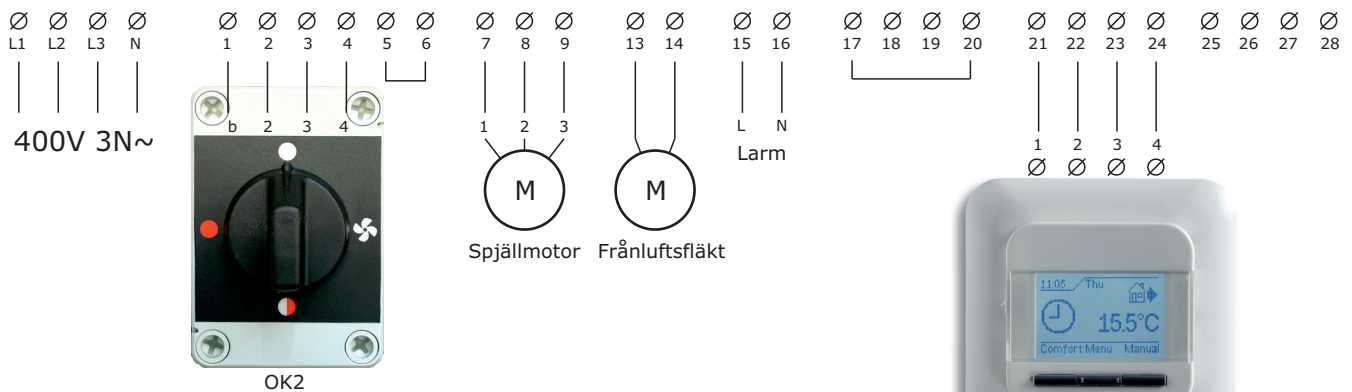 L1 L2 L3 N 1 2 3 4 5 6 7 8 9 13 14 15 16 17 18 19 20 21 22 23 24 25 26 27 28
b 2 3 4 1 2 3 L N
400V 3N~
Larm
1 2 3 4
M M
Spjällmotor Frånluftsfläkt
11:05 Thu
15.5°C
Comfort Menu Manual
OK2